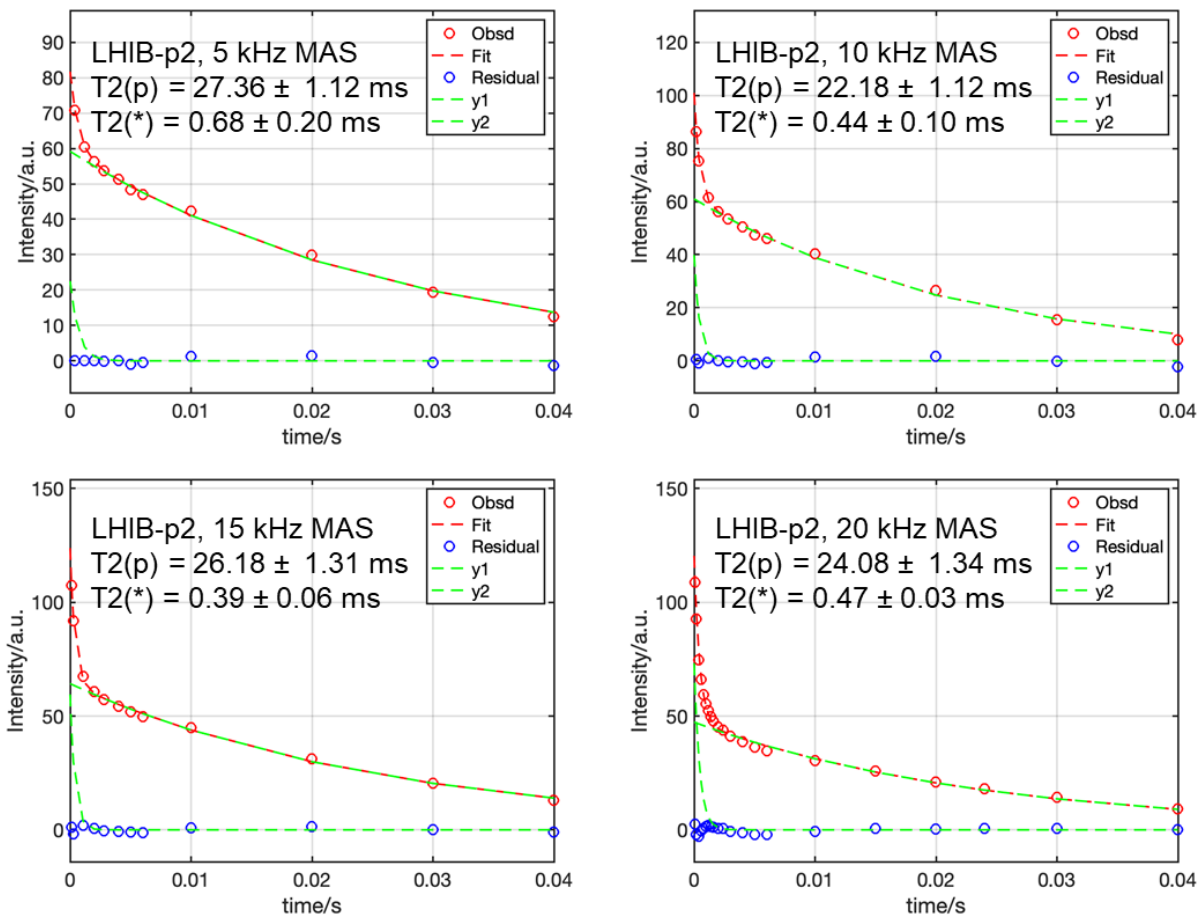 LHIB-p2, 5 kHz MAS
T2(p) = 27.36 ± 1.12 ms
T2(*) = 0.68 ± 0.20 ms
Obsd
Fit
Residual
y1
y2
Intensity/a.u.
90
80
70
60
50
40
30
20
10
0
0 0.01 0.02 0.03 0.04
time/s
LHIB-p2, 10 kHz MAS
T2(p) = 22.18 ± 1.12 ms
T2(*) = 0.44 ± 0.10 ms
Obsd
Fit
Residual
y1
y2
Intensity/a.u.
120
100
80
60
40
20
0
0 0.01 0.02 0.03 0.04
time/s
LHIB-p2, 15 kHz MAS
T2(p) = 26.18 ± 1.31 ms
T2(*) = 0.39 ± 0.06 ms
Obsd
Fit
Residual
y1
y2
Intensity/a.u.
150
100
50
0
0 0.01 0.02 0.03 0.04
time/s
LHIB-p2, 20 kHz MAS
T2(p) = 24.08 ± 1.34 ms
T2(*) = 0.47 ± 0.03 ms
Obsd
Fit
Residual
y1
y2
Intensity/a.u.
150
100
50
0
0 0.01 0.02 0.03 0.04
time/s